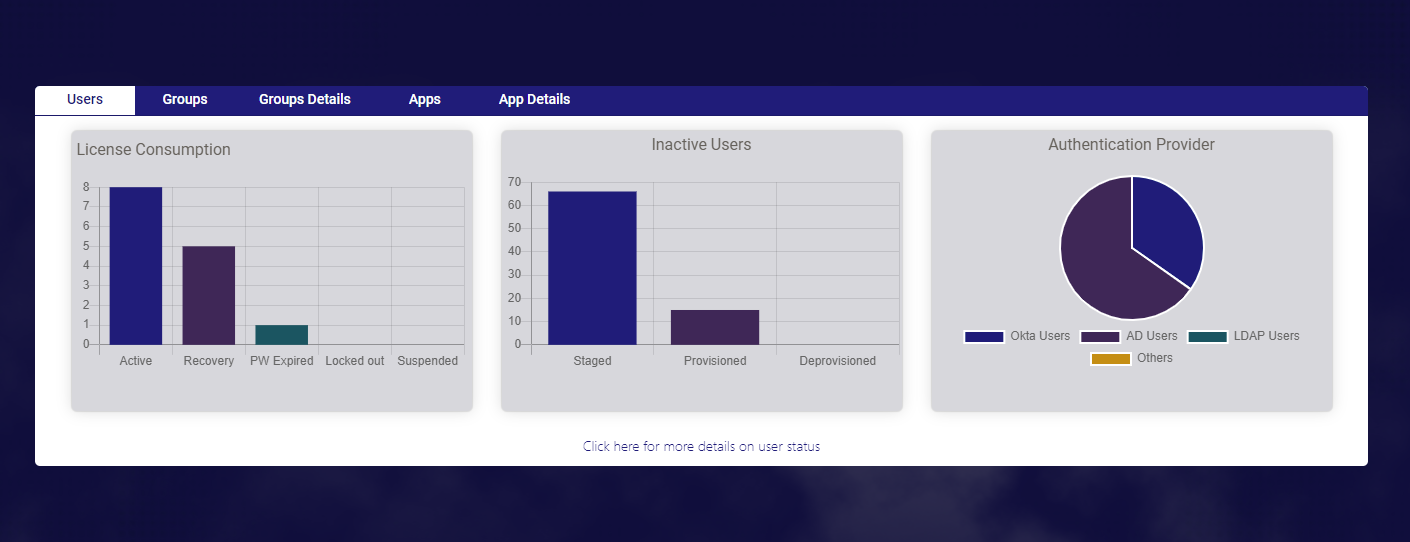 Users Groups Groups Details Apps App Details
License Consumption
8
7
6
5
4
3
2
1
0
Active Recovery PW Expired Locked out Suspended
Inactive Users
70
60
50
40
30
20
10
0
Staged Provisioned Deprovisioned
Authentication Provider
Okta Users AD Users LDAP Users
Others
Click here for more details on user status